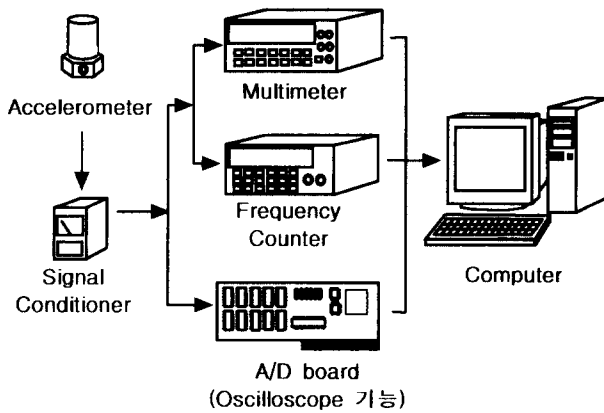 Accelerometer
Signal
Conditioner
Multimeter
Frequency
Counter
A/D board
(Oscilloscope 기능)
Computer